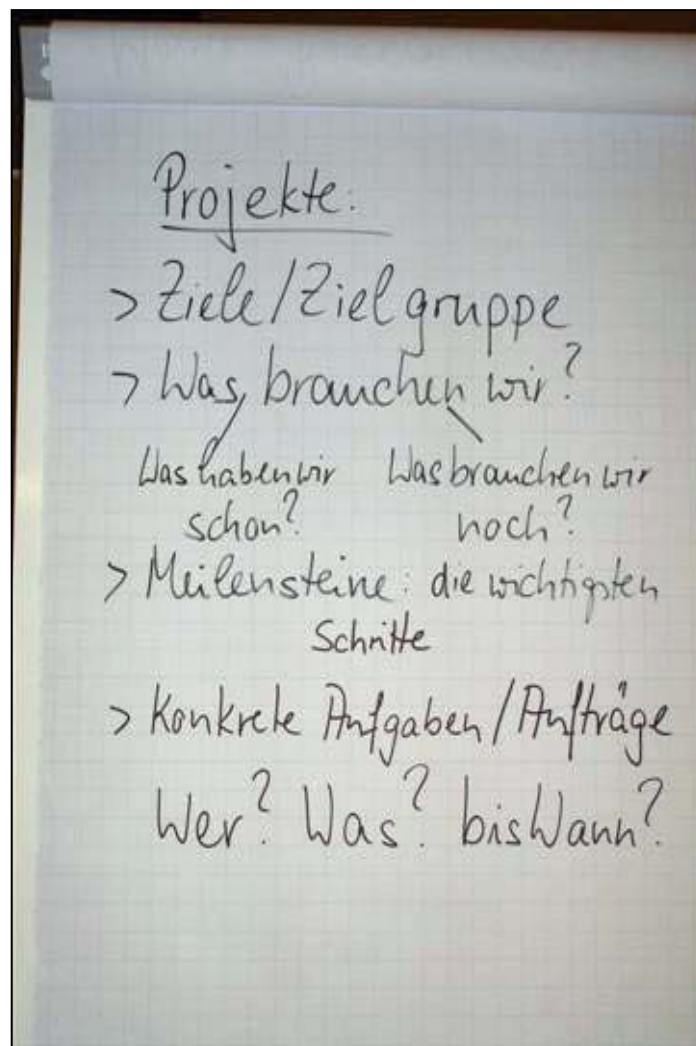 Projekte:
> Ziele/Zielgruppe
> Was brauchen wir?
Was haben wir Was brauchen wir
schon? noch?
> Meilensteine: die wichtigsten
Schritte
> Konkrete Aufgaben/Aufträge
Wer? Was? bis Wann?